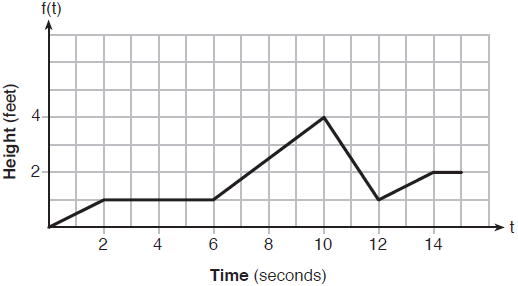 f(t)
Height (feet)
4
2
2 4 6 8 10 12 14
t
Time (seconds)